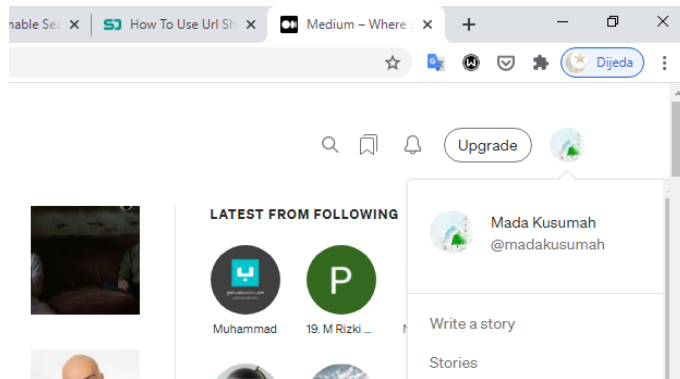 nable Sea
How To Use Url Sh
Medium – Where
Dijeda
Upgrade
LATEST FROM FOLLOWING
Mada Kusumah
@madakusumah
Muhammad
19. M Rizki ...
P
Write a story
Stories